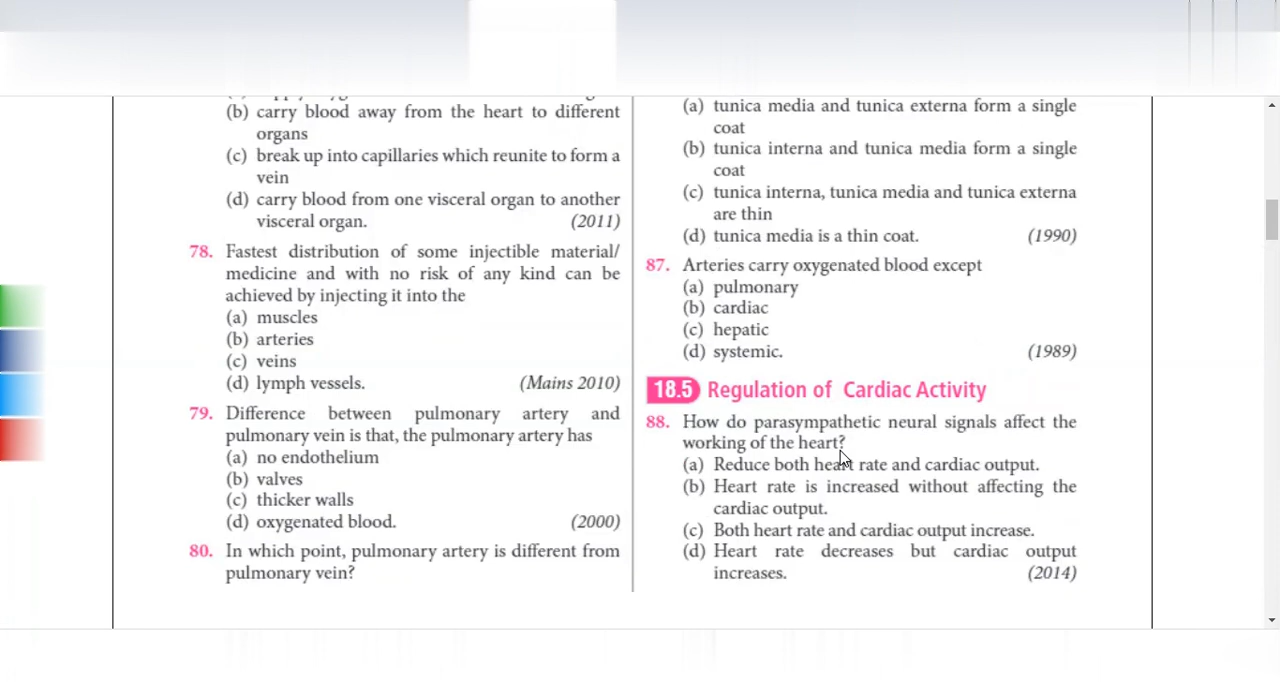 (b) carry blood away from the heart to different
organs
(c) break up into capillaries which reunite to form a
vein
(d) carry blood from one visceral organ to another
visceral organ. (2011)
78. Fastest distribution of some injectible material/
medicine and with no risk of any kind can be
achieved by injecting it into the
(a) muscles
(b) arteries
(c) veins
(d) lymph vessels. (Mains 2010)
79. Difference between pulmonary artery and
pulmonary vein is that, the pulmonary artery has
(a) no endothelium
(b) valves
(c) thicker walls
(d) oxygenated blood. (2000)
80. In which point, pulmonary artery is different from
pulmonary vein?
(a) tunica media and tunica externa form a single
coat
(b) tunica interna and tunica media form a single
coat
(c) tunica interna, tunica media and tunica externa
are thin
(d) tunica media is a thin coat. (1990)
87. Arteries carry oxygenated blood except
(a) pulmonary
(b) cardiac
(c) hepatic
(d) systemic. (1989)
18.5 Regulation of Cardiac Activity
88. How do parasympathetic neural signals affect the
working of the heart?
(a) Reduce both heart rate and cardiac output.
(b) Heart rate is increased without affecting the
cardiac output.
(c) Both heart rate and cardiac output increase.
(d) Heart rate decreases but cardiac output
increases. (2014)